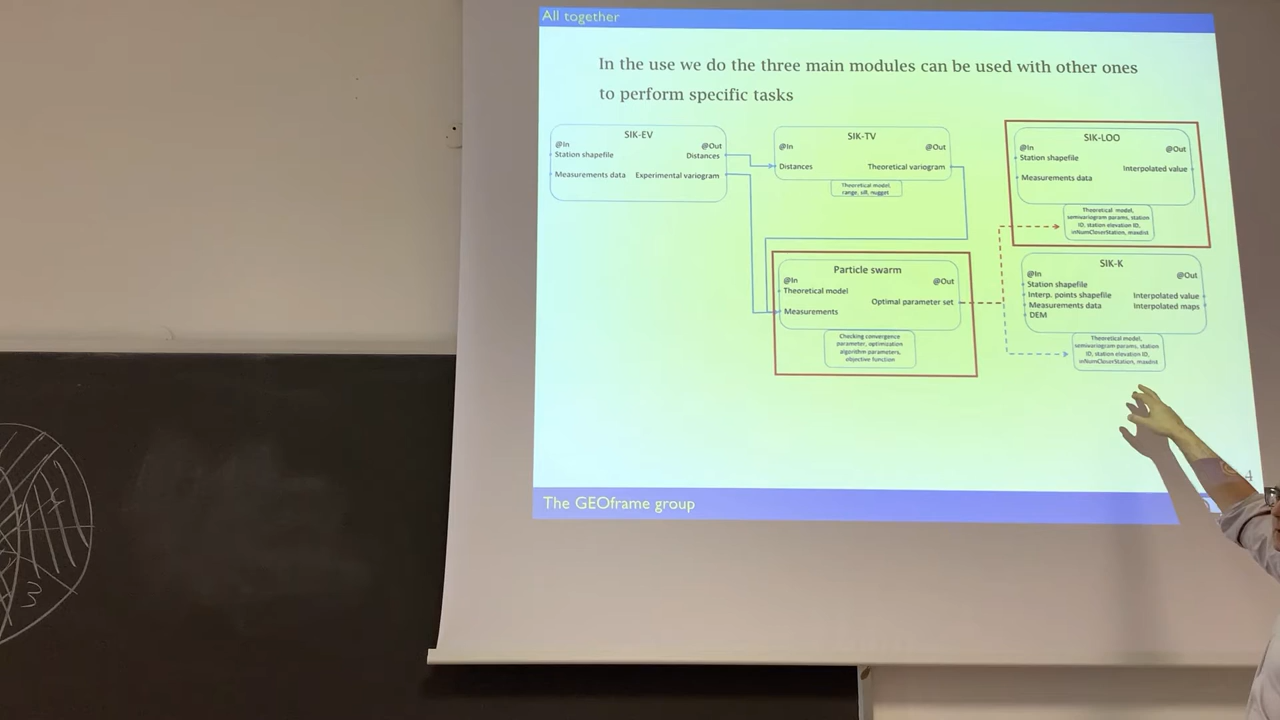 All together
In the use we do the three main modules can be used with other ones
to perform specific tasks
SIK-EV
@In
@Out
Station shapefile
Distances
Measurements data
Experimental variogram
SIK-TV
@In
@Out
Distances
Theoretical variogram
Theoretical model,
range, sill, nugget
SIK-LOO
@In
@Out
Station shapefile
Interpolated value
Measurements data
Theoretical model,
semivariogram params, station
ID, station elevation ID,
inNumCloserStation, maxdist
Particle swarm
@In
@Out
Theoretical model
Optimal parameter set
Measurements
Checking convergence
parameter, optimization
algorithm parameters,
objective function
SIK-K
@In
@Out
Station shapefile
Interp. points shapefile
Interpolated value
Measurements data
Interpolated maps
DEM
Theoretical model,
semivariogram params, station
ID, station elevation ID,
inNumCloserStation, maxdist
4
The GEOframe group
3